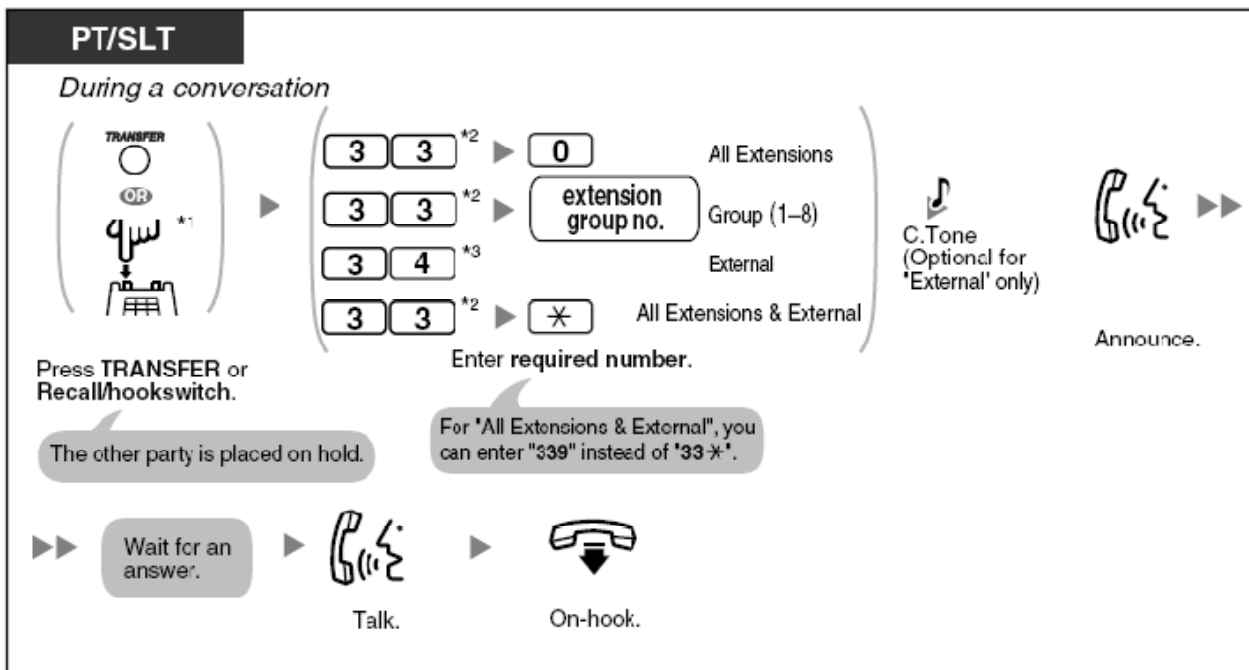 PT/SLT
During a conversation
TRANSFER
OR
*1
Press TRANSFER or
Recall/hookswitch.
The other party is placed on hold.
3 3 *2 0 All Extensions
3 3 *2 extension
group no. Group (1–8)
3 4 *3 External
3 3 *2 ✳ All Extensions & External
Enter required number.
For "All Extensions & External", you
can enter "339" instead of "33✳".
C.Tone
(Optional for
"External" only)
Announce.
Wait for an
answer.
Talk.
On-hook.